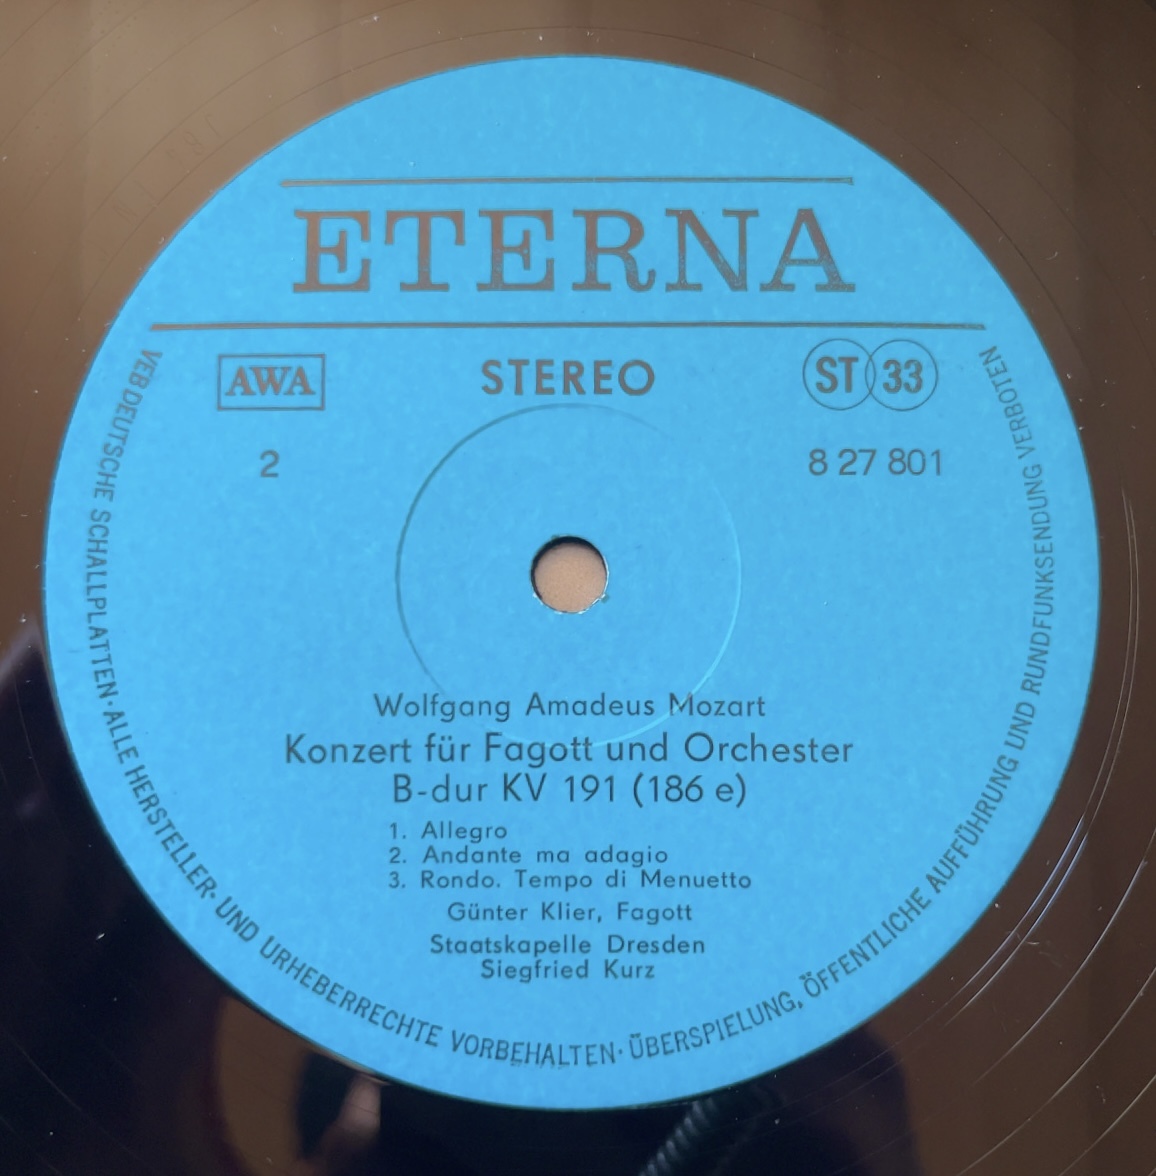 ETERNA
AWA
STEREO
ST 33
2
8 27 801
Wolfgang Amadeus Mozart
Konzert für Fagott und Orchester
B-dur KV 191 (186 e)
1. Allegro
2. Andante ma adagio
3. Rondo. Tempo di Menuetto
Günter Klier, Fagott
Staatskapelle Dresden
Siegfried Kurz
VEB DEUTSCHE SCHALLPLATTEN · ALLE HERSTELLER- UND URHEBERRECHTE VORBEHALTEN · ÜBERSPIELUNG, ÖFFENTLICHE AUFFÜHRUNG UND RUNDFUNKSENDUNG VERBOTEN